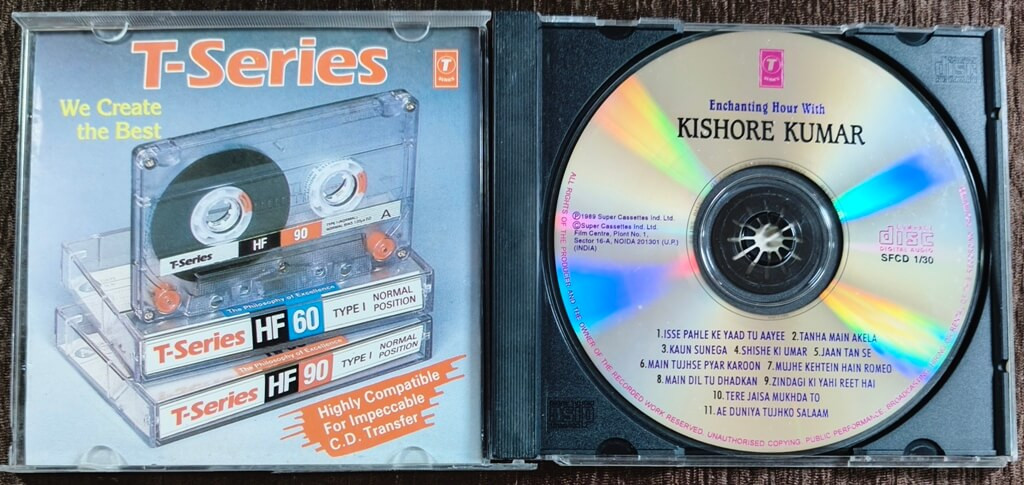 T-Series
T
SERIES
We Create
the Best
HF 90
A
T-Series
The Philosophy of Excellence
T-Series HF 60 TYPE I NORMAL POSITION
The Philosophy of Excellence
T-Series HF 90 TYPE I NORMAL POSITION
Highly Compatible
For Impeccable
C.D. Transfer
T
SERIES
Enchanting Hour With
KISHORE KUMAR
℗1989 Super Cassettes Ind. Ltd.
©Super Cassettes Ind. Ltd.
Film Centre, Plont No. 1,
Sector 16-A, NOIDA 201301 (U.P.)
(INDIA)
COMPACT
disc
DIGITAL AUDIO
SFCD 1/30
1.ISSE PAHLE KE YAAD TU AAYEE 2.TANHA MAIN AKELA
3.KAUN SUNEGA 4.SHISHE KI UMAR 5.JAAN TAN SE
6.MAIN TUJHSE PYAR KAROON 7.MUJHE KEHTEIN HAIN ROMEO
8.MAIN DIL TU DHADKAN 9.ZINDAGI KI YAHI REET HAI
10.TERE JAISA MUKHDA TO
11.AE DUNIYA TUJHKO SALAAM
ALL RIGHTS OF THE PRODUCER AND THE OWNER OF THE RECORDED WORK RESERVED. UNAUTHORISED COPYING, PUBLIC PERFORMANCE, BROADCASTING